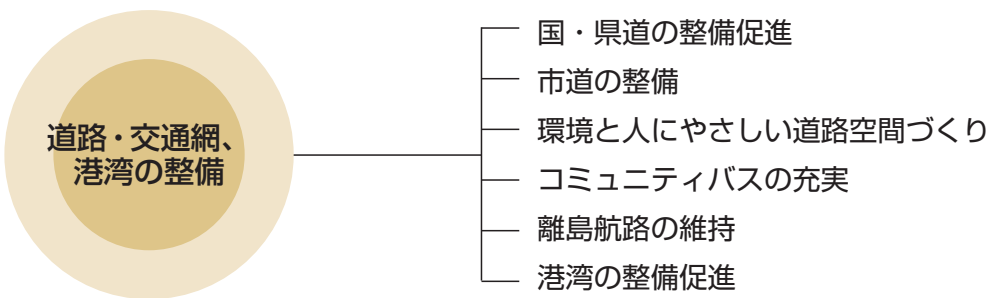 道路・交通網、
港湾の整備
国・県道の整備促進
市道の整備
環境と人にやさしい道路空間づくり
コミュニティバスの充実
離島航路の維持
港湾の整備促進